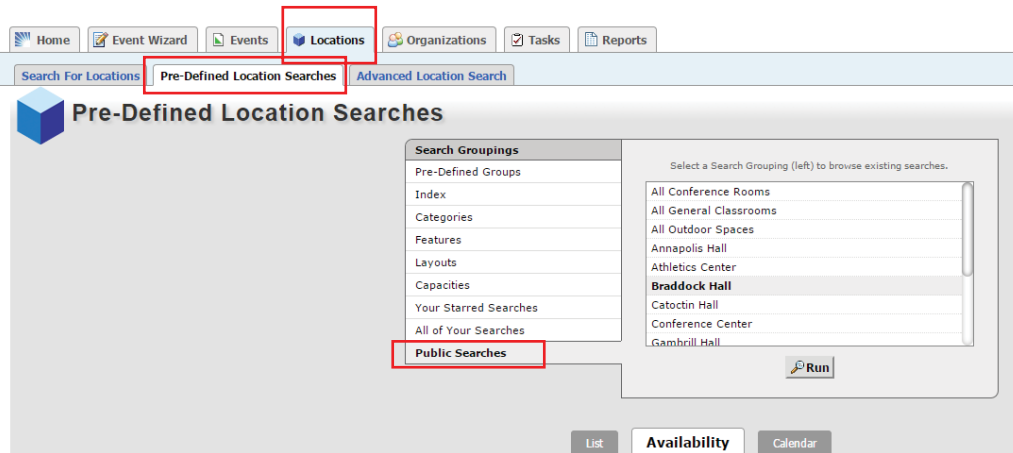 Home Event Wizard Events Locations Organizations Tasks Reports
Search For Locations Pre-Defined Location Searches Advanced Location Search
Pre-Defined Location Searches
Search Groupings
Pre-Defined Groups
Index
Categories
Features
Layouts
Capacities
Your Starred Searches
All of Your Searches
Public Searches
Select a Search Grouping (left) to browse existing searches.
All Conference Rooms
All General Classrooms
All Outdoor Spaces
Annapolis Hall
Athletics Center
Braddock Hall
Catoctin Hall
Conference Center
Gambrill Hall
Run
List Availability Calendar